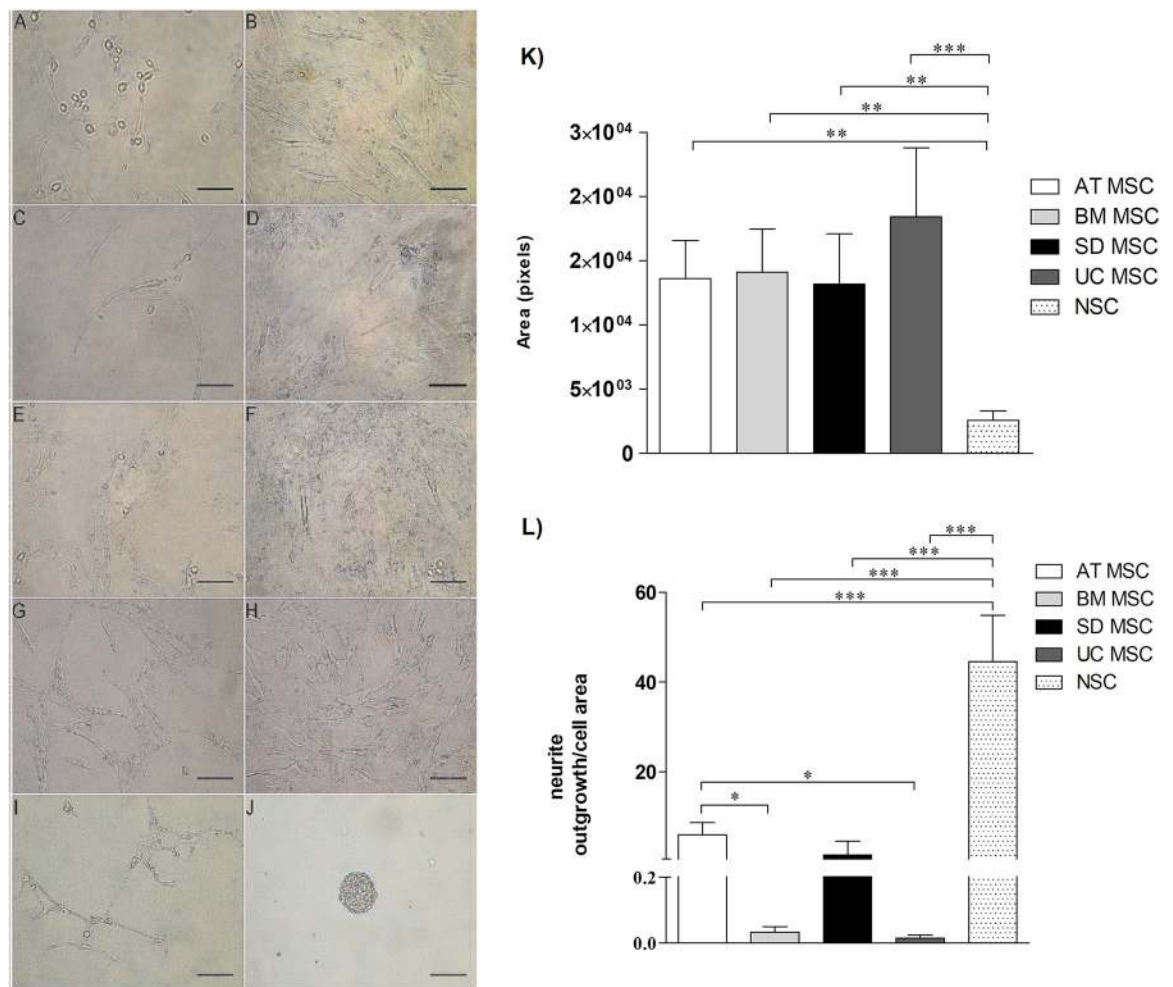 A
B
C
D
E
F
G
H
I
J
K)
***
**
**
**
3×10⁰⁴
2×10⁰⁴
2×10⁰⁴
1×10⁰⁴
5×10⁰³
0
Area (pixels)
AT MSC
BM MSC
SD MSC
UC MSC
NSC
L)
***
***
***
***
*
*
60
40
20
0.2
0.0
neurite
outgrowth/cell area
AT MSC
BM MSC
SD MSC
UC MSC
NSC